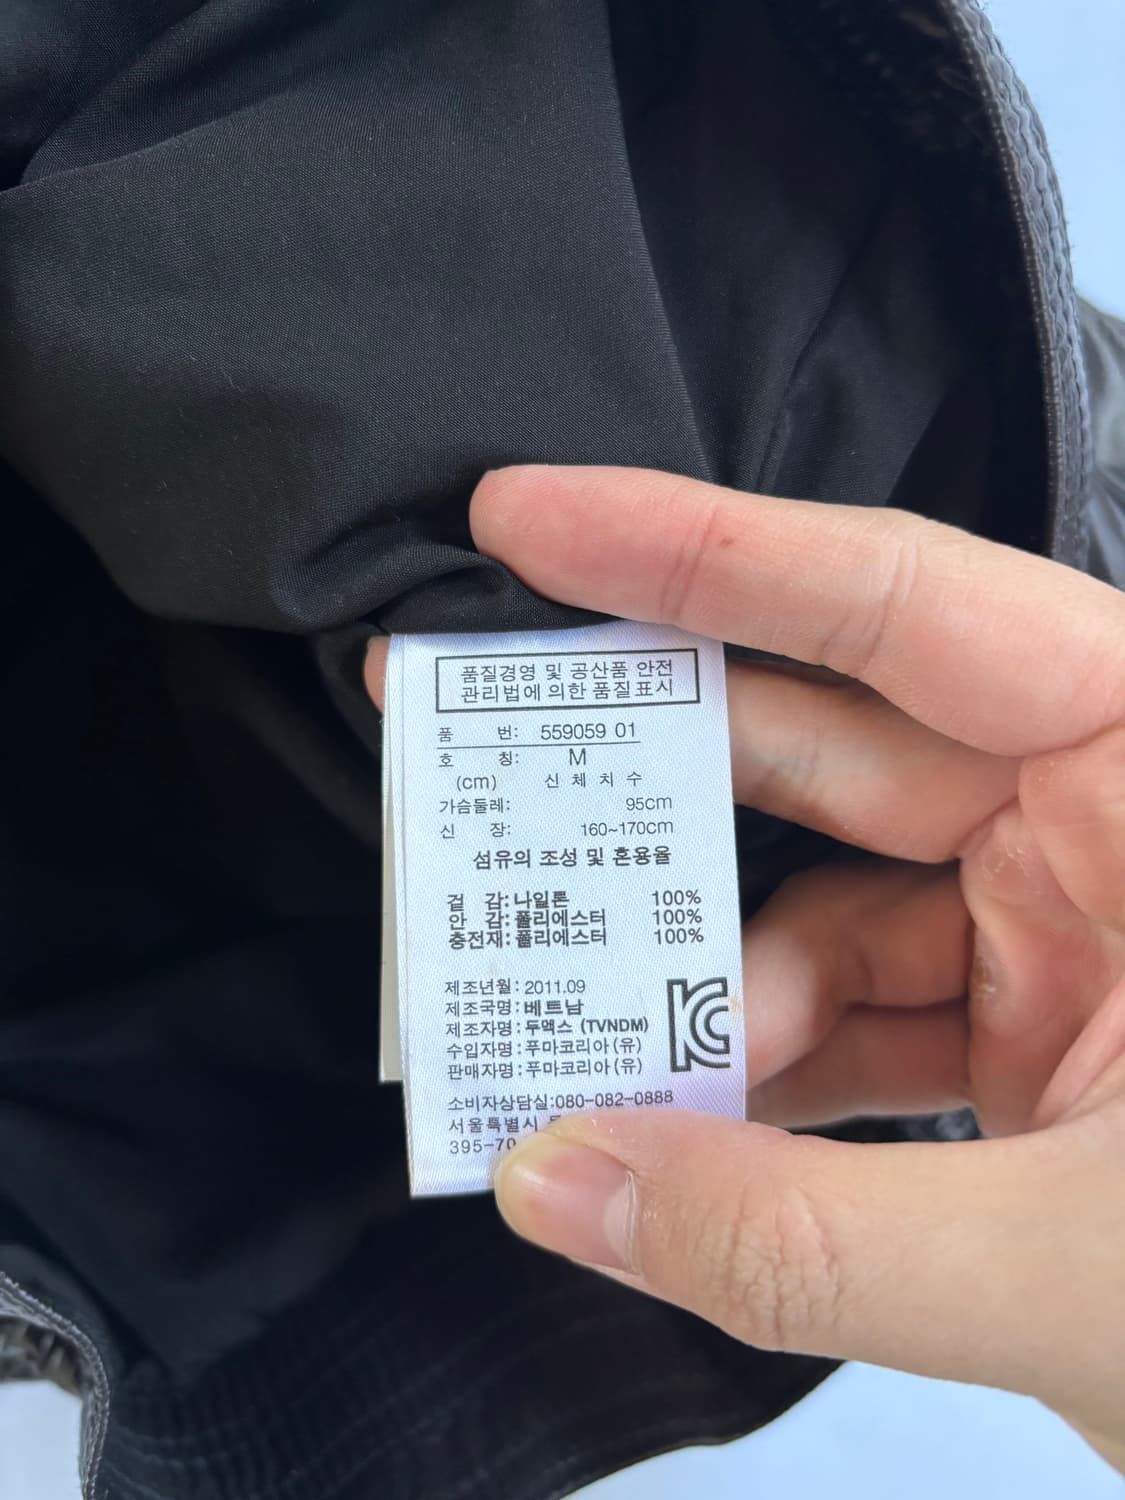 품질경영 및 공산품 안전
관리법에 의한 품질표시
품 번: 559059 01
호 칭: M
(cm) 신 체 치 수
가슴둘레: 95cm
신 장: 160~170cm
섬유의 조성 및 혼용율
겉 감: 나일론 100%
안 감: 폴리에스터 100%
충전재: 폴리에스터 100%
제조년월: 2011.09
제조국명: 베트남
제조자명: 두맥스 (TVNDM)
수입자명: 푸마코리아(유)
판매자명: 푸마코리아(유)
KC
소비자상담실:080-082-0888
서울특별시
395-70